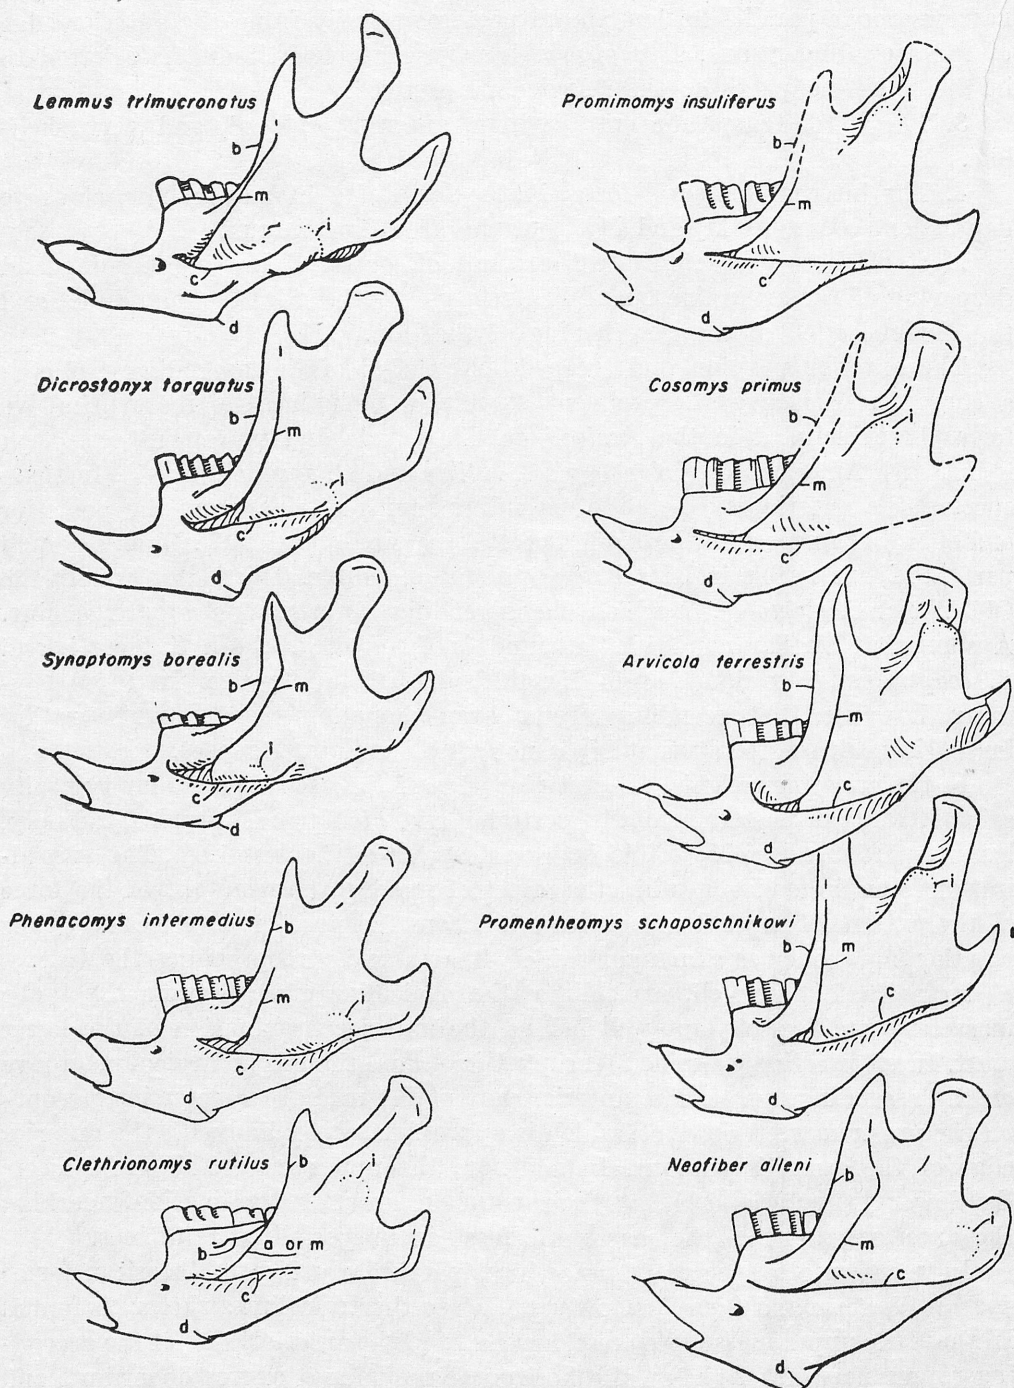 Lemmus trimucronatus
b
m
i
c
d
Dicrostonyx torquatus
b
m
i
c
d
Synaptomys borealis
b
m
i
c
d
Phenacomys intermedius
b
m
i
c
d
Clethrionomys rutilus
b
i
b
a or m
c
d
Promimomys insuliferus
i
b
m
c
d
Cosomys primus
b
i
m
c
d
Arvicola terrestris
i
b
m
c
d
Promentheomys schaposchnikowi
i
b
m
c
d
Neofiber alleni
b
i
m
c
d